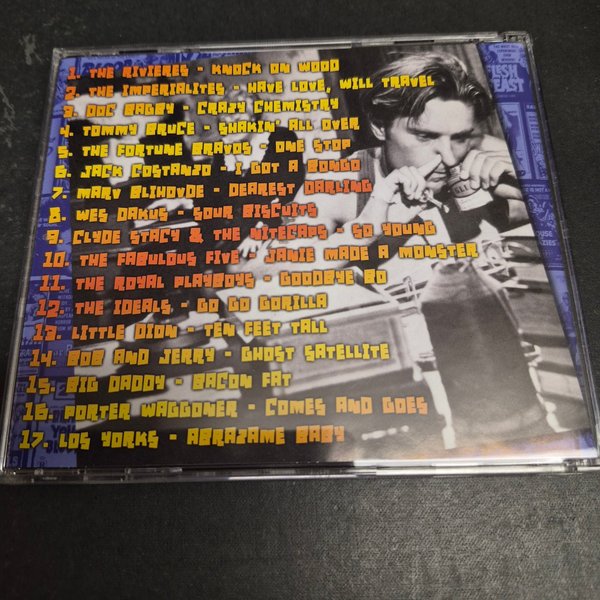 1. THE RIVIERES - KNOCK ON WOOD
2. THE IMPERIALITES - HAVE LOVE, WILL TRAVEL
3. DOC BAGBY - CRAZY CHEMISTRY
4. TOMMY BRUCE - SHAKIN' ALL OVER
5. THE FORTUNE BRAVOS - ONE STOP
6. JACK COSTANZO - I GOT A BONGO
7. MARV BLIHOVDE - DEAREST DARLING
8. WES DAKUS - SOUR BISCUITS
9. CLYDE STACY & THE NITECAPS - SO YOUNG
10. THE FABULOUS FIVE - JANIE MADE A MONSTER
11. THE ROYAL PLAYBOYS - GOODBYE BO
12. THE IDEALS - GO GO GORILLA
13. LITTLE DION - TEN FEET TALL
14. BOB AND JERRY - GHOST SATELLITE
15. BIG DADDY - BACON FAT
16. PORTER WAGGONER - COMES AND GOES
17. LOS YORKS - ABRAZAME BABY